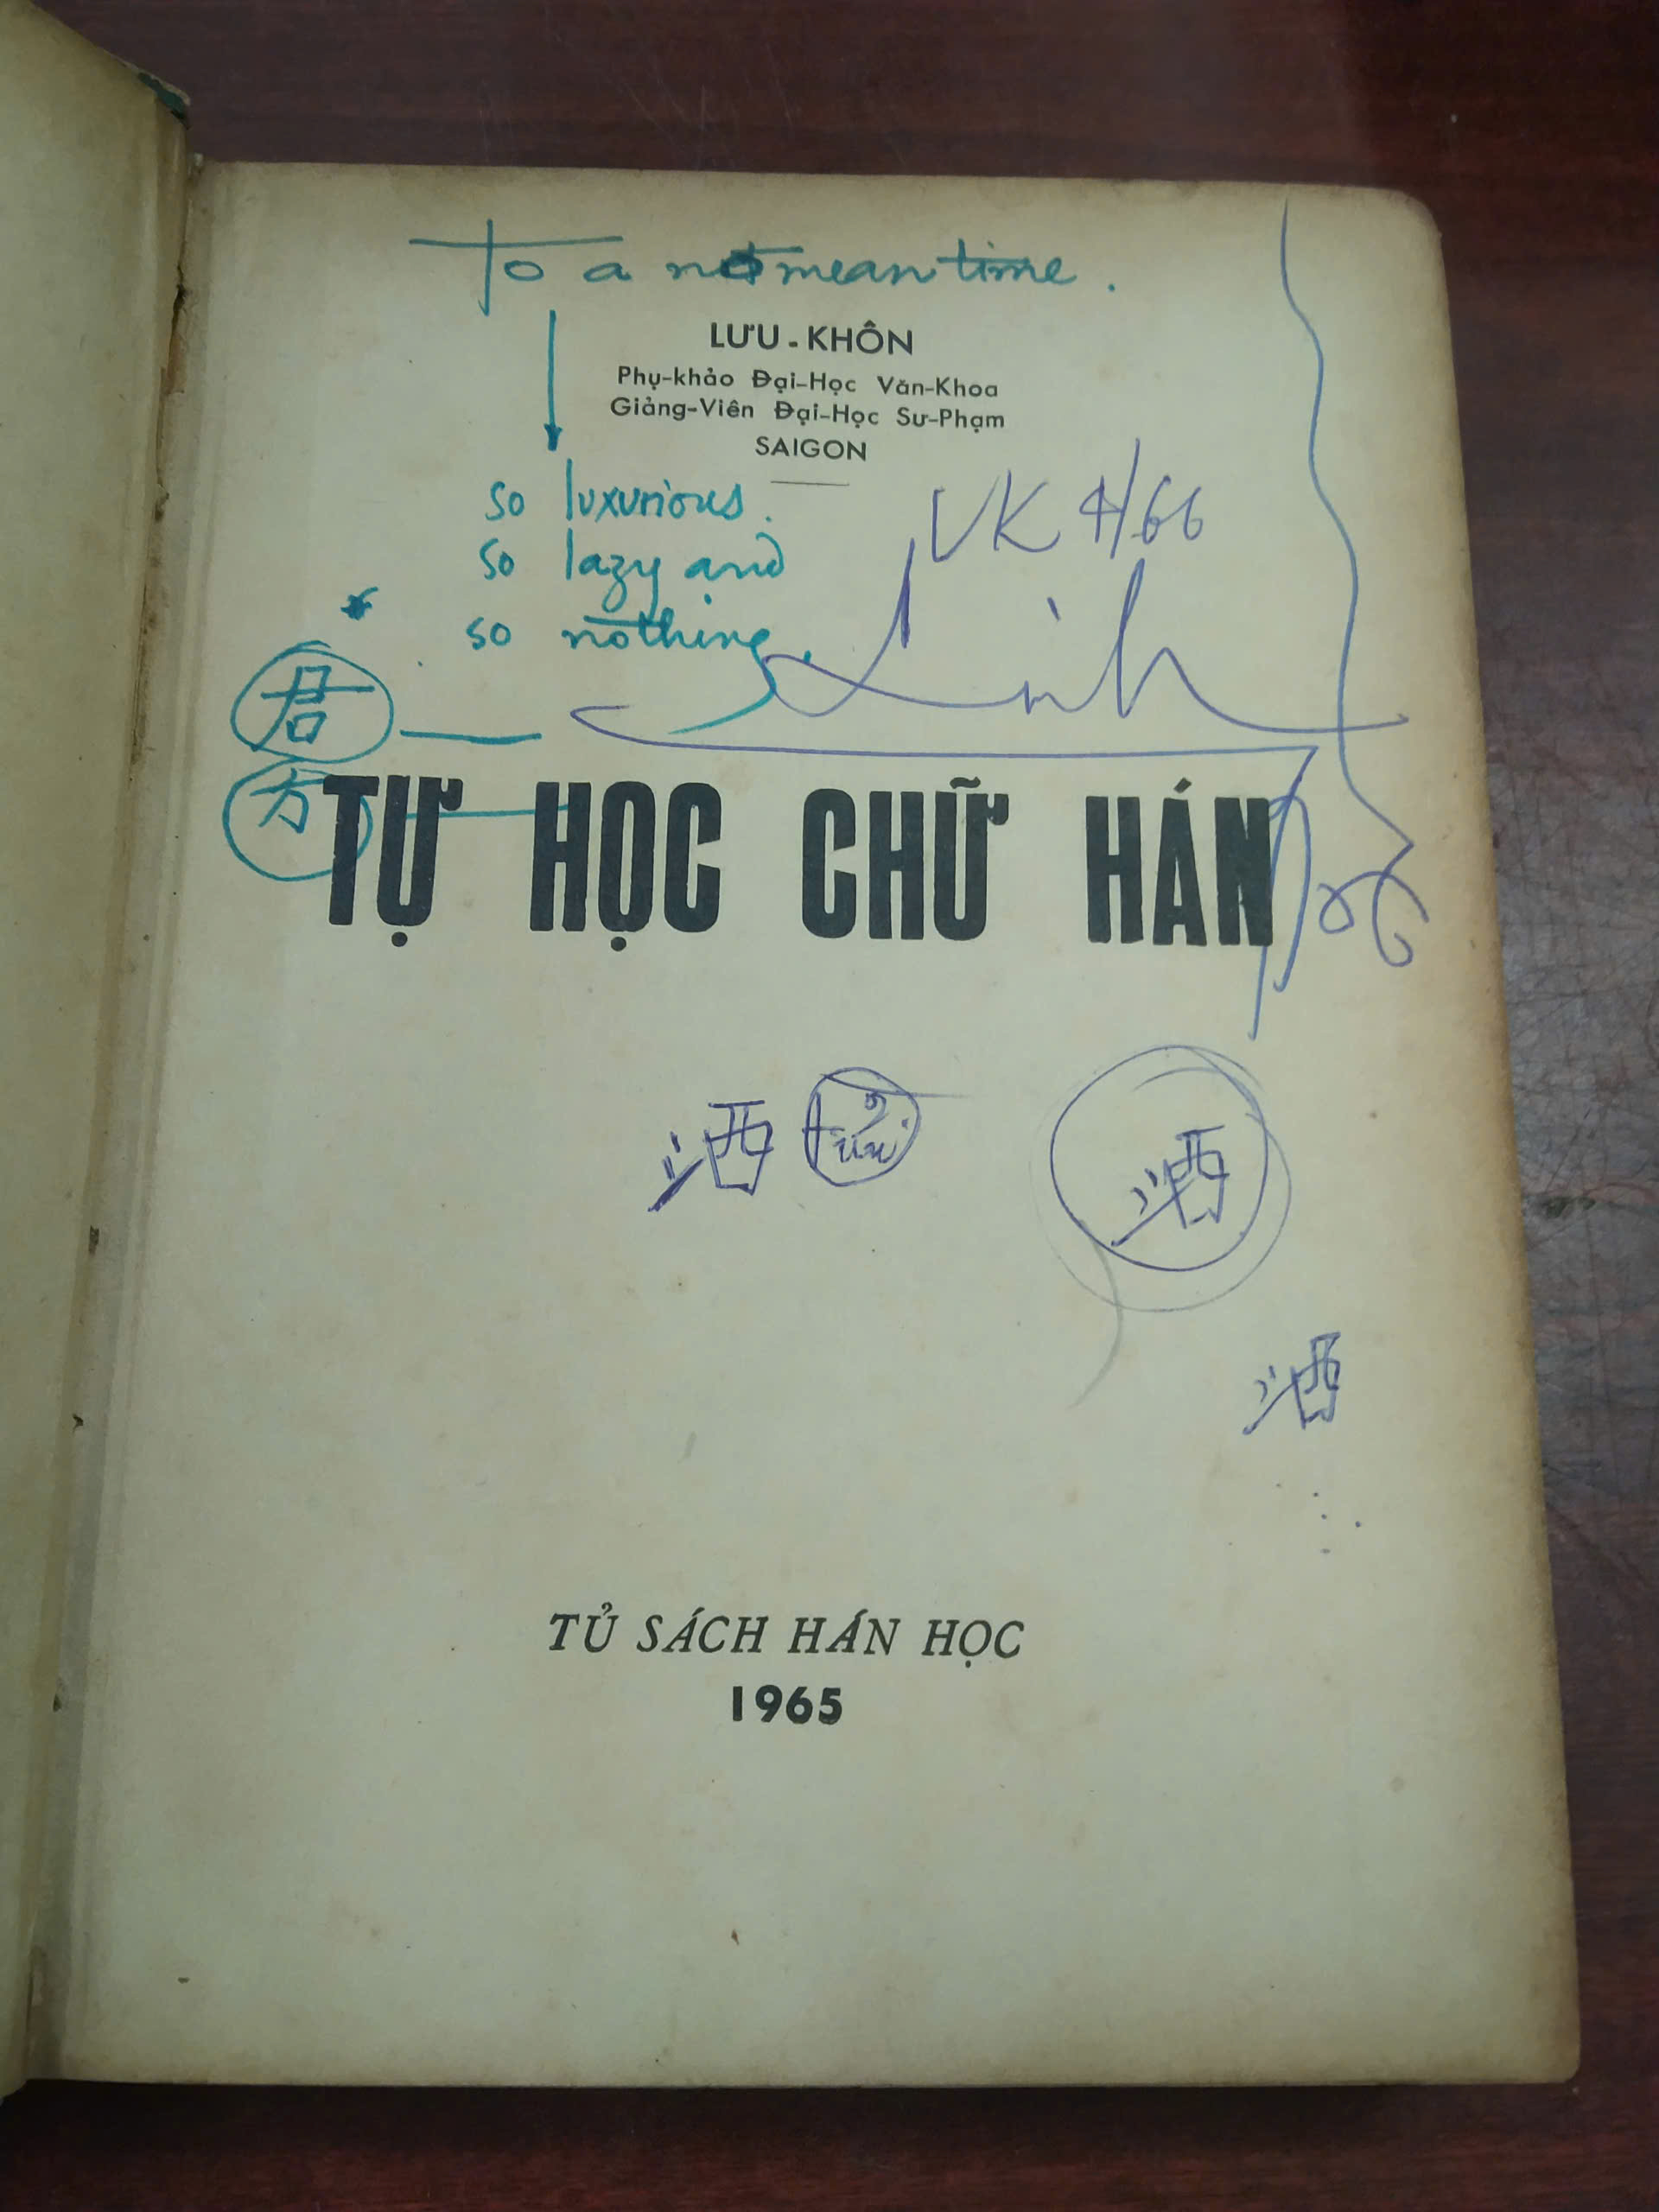 To a not mean time.
LƯU-KHÔN
Phụ-khảo Đại-Học Văn-Khoa
Giảng-Viên Đại-Học Sư-Phạm
SAIGON
so luxurious.
so lazy and
so nothing.
VK 4/66
Linh
君
方
TỰ HỌC CHỮ HÁN
酒
酒
酒
TỦ SÁCH HÁN HỌC
1965